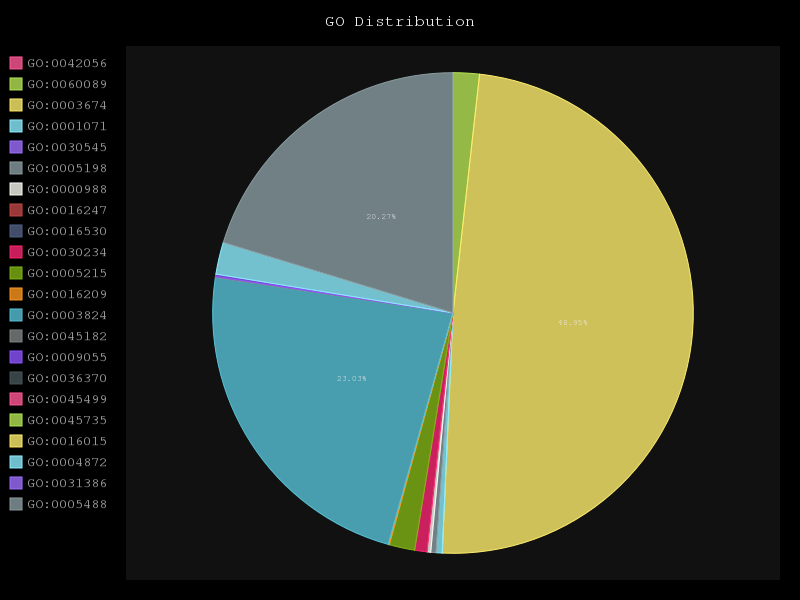 GO Distribution
GO:0042056
GO:0060089
GO:0003674
GO:0001071
GO:0030545
GO:0005198
GO:0000988
GO:0016247
GO:0016530
GO:0030234
GO:0005215
GO:0016209
GO:0003824
GO:0045182
GO:0009055
GO:0036370
GO:0045499
GO:0045735
GO:0016015
GO:0004872
GO:0031386
GO:0005488
20.27%
48.95%
23.03%